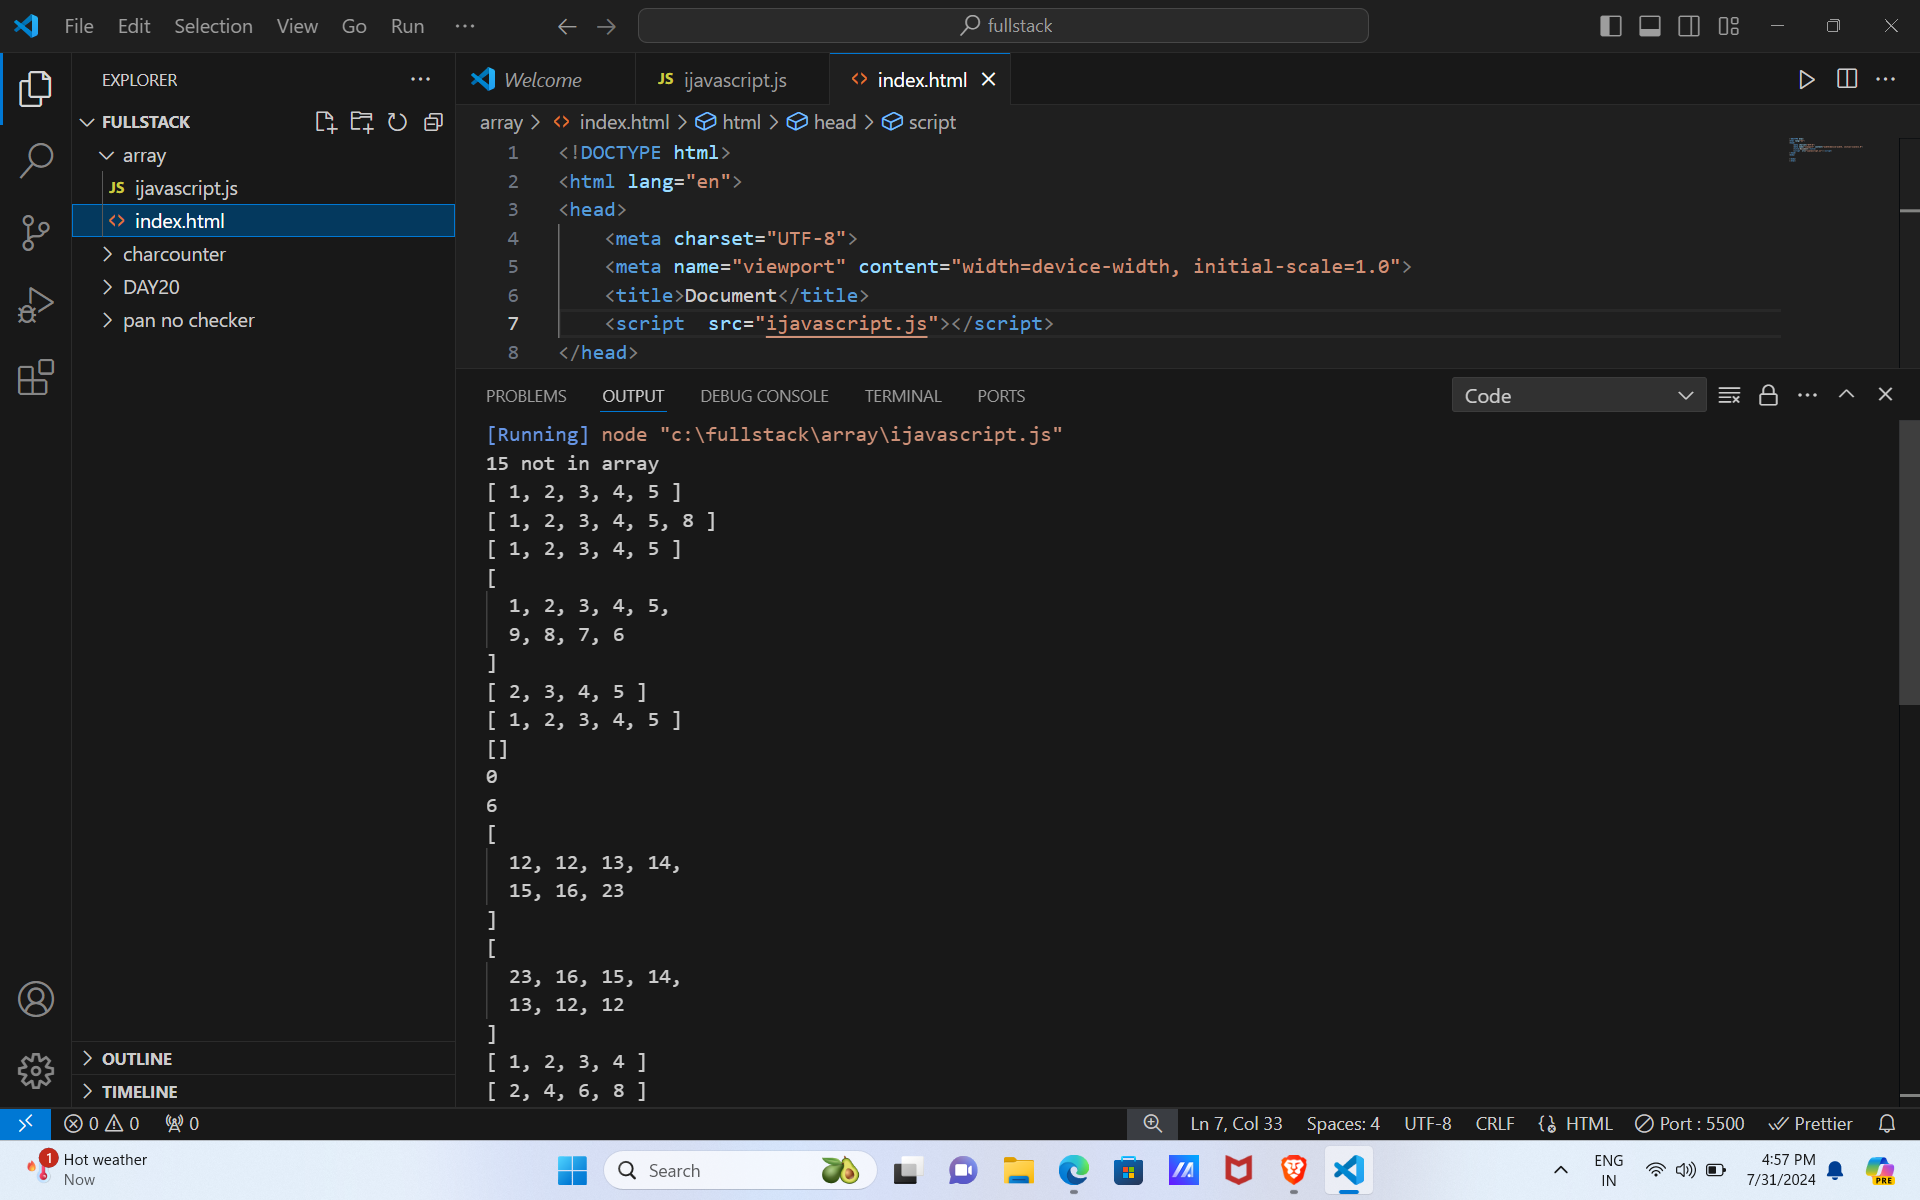 File Edit Selection View Go Run ···
fullstack
EXPLORER
FULLSTACK
array
JS ijavascript.js
index.html
charcounter
DAY20
pan no checker
OUTLINE
TIMELINE
Welcome
JS ijavascript.js
index.html
array > index.html > html > head > script
1 <!DOCTYPE html>
2 <html lang="en">
3 <head>
4 <meta charset="UTF-8">
5 <meta name="viewport" content="width=device-width, initial-scale=1.0">
6 <title>Document</title>
7 <script  src="ijavascript.js"></script>
8 </head>
PROBLEMS OUTPUT DEBUG CONSOLE TERMINAL PORTS
Code
[Running] node "c:\fullstack\array\ijavascript.js"
15 not in array
[ 1, 2, 3, 4, 5 ]
[ 1, 2, 3, 4, 5, 8 ]
[ 1, 2, 3, 4, 5 ]
[
1, 2, 3, 4, 5,
9, 8, 7, 6
]
[ 2, 3, 4, 5 ]
[ 1, 2, 3, 4, 5 ]
[]
0
6
[
12, 12, 13, 14,
15, 16, 23
]
[
23, 16, 15, 14,
13, 12, 12
]
[ 1, 2, 3, 4 ]
[ 2, 4, 6, 8 ]
0 0 0
Ln 7, Col 33 Spaces: 4 UTF-8 CRLF HTML Port : 5500 Prettier
1
Hot weather
Now
Search
ENG
IN
4:57 PM
7/31/2024
PRE